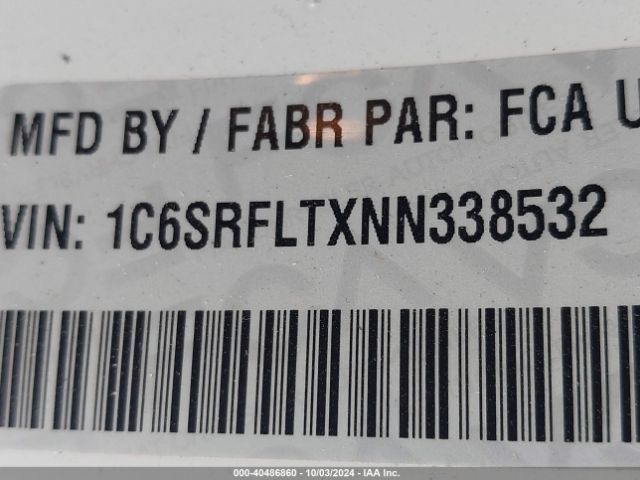 MFD BY / FABR PAR: FCA U
VIN: 1C6SRFLTXNN338532
000-40486860 - 10/03/2024 - IAA Inc.